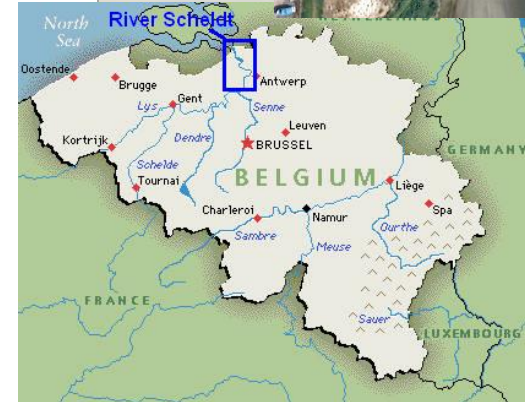 NETHERLANDS
North
Sea
River Scheldt
Oostende
Brugge
Antwerp
Gent
Lys
Senne
Leuven
Kortrijk
Dendre
BRUSSEL
GERMANY
Schelde
Tournai
BELGIUM
Liège
Spa
Charleroi
Namur
Ourthe
Sambre
Meuse
FRANCE
Sauer
LUXEMBOURG